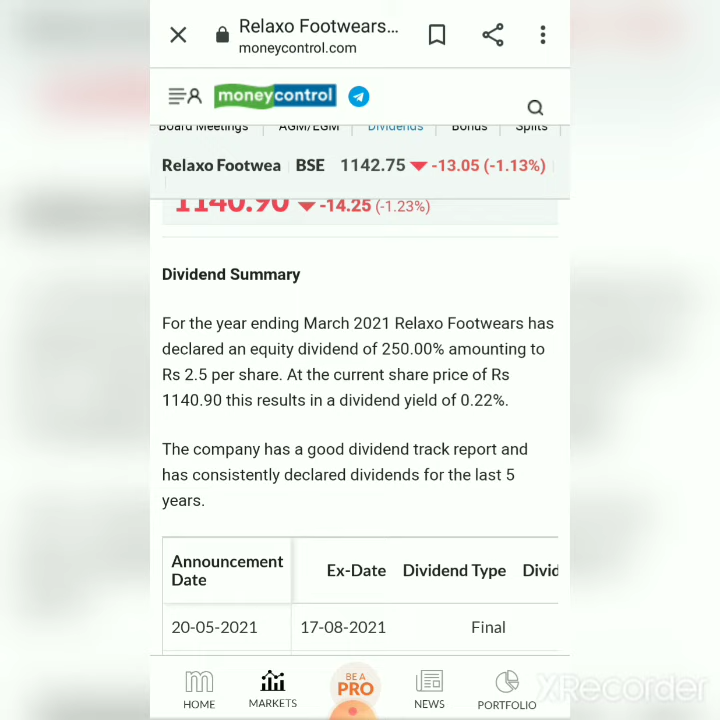 Relaxo Footwears...
moneycontrol.com
moneycontrol
Board Meetings AGM/EGM Dividends Bonus Splits
Relaxo Footwea BSE 1142.75 -13.05 (-1.13%)
1140.90 -14.25 (-1.23%)
Dividend Summary
For the year ending March 2021 Relaxo Footwears has
declared an equity dividend of 250.00% amounting to
Rs 2.5 per share. At the current share price of Rs
1140.90 this results in a dividend yield of 0.22%.
The company has a good dividend track report and
has consistently declared dividends for the last 5
years.
Announcement
Date
Ex-Date Dividend Type Divid
20-05-2021 17-08-2021 Final
BE A
PRO
HOME MARKETS NEWS PORTFOLIO
XRecorder